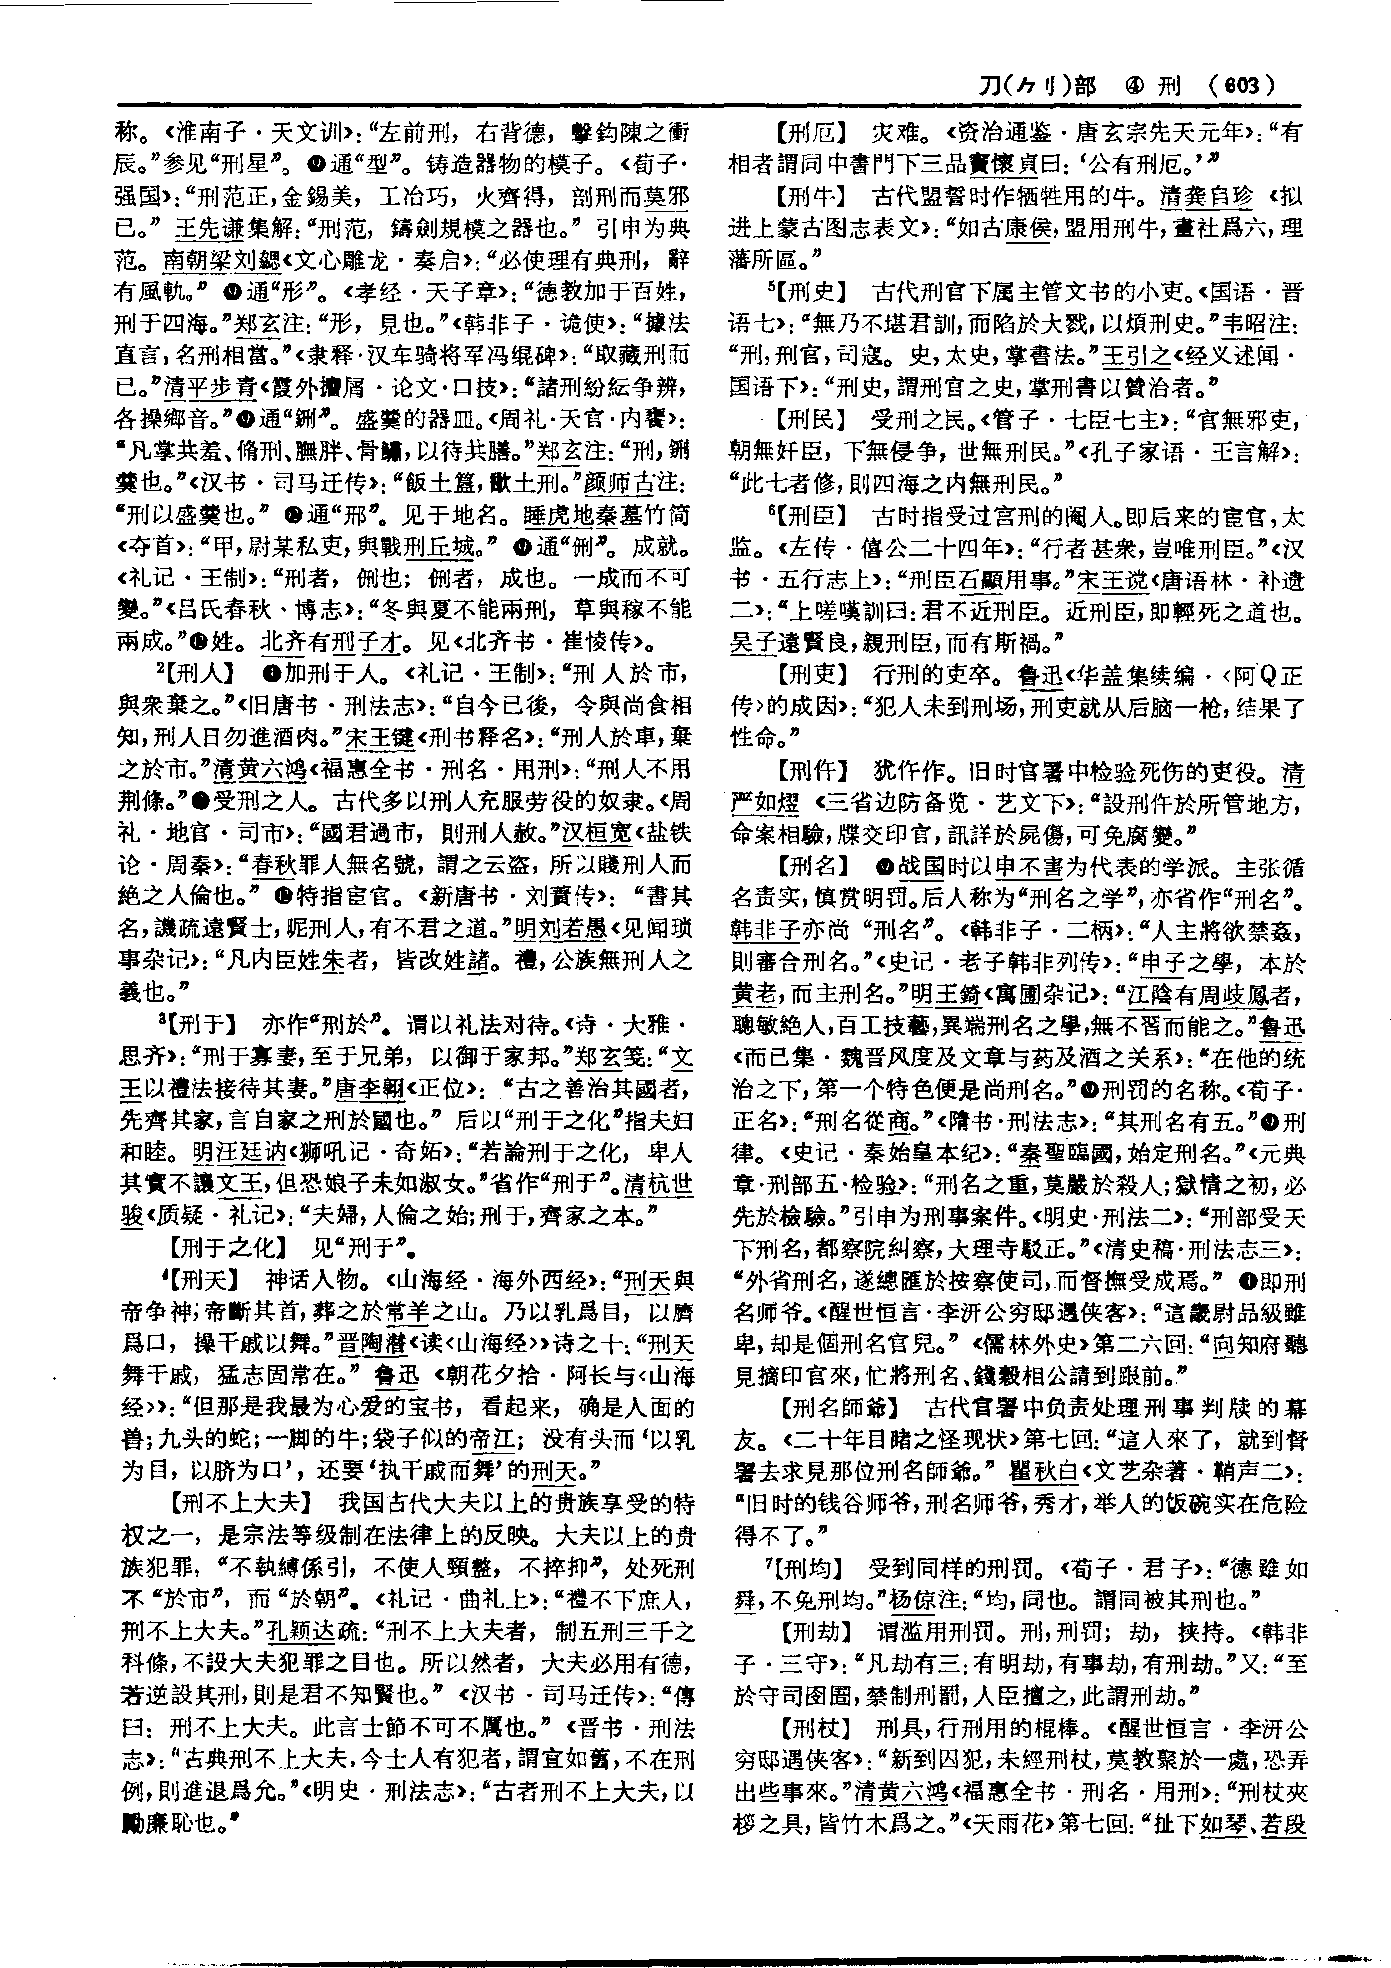 刀(⺈刂)部 ④ 刑 (603)
称。《淮南子·天文训》：“左前刑，右背德，擊鈎陳之衝
辰。”参见“刑星”。通“型”。铸造器物的模子。《荀子·
强国》：“刑范正，金錫美，工冶巧，火齊得，剖刑而莫邪
已。”王先谦集解：“刑范，鑄劍規模之器也。”引申为典
范。南朝梁刘勰《文心雕龙·奏启》：“必使理有典刑，辭
有風軌。”通“形”。《孝经·天子章》：“德教加于百姓，
刑于四海。”郑玄注：“形，見也。”《韩非子·诡使》：“據法
直言，名刑相當。”《隶释·汉车骑将军冯绲碑》：“取藏刑而
已。”清平步青《霞外攟屑·论文·口技》：“諸刑紛紜争辨，
各操鄉音。”通“鉶”。盛羹的器皿。《周礼·天官·内饔》：
“凡掌共羞、脩刑、膴胖、骨鱐，以待共膳。”郑玄注：“刑，鉶
羹也。”《汉书·司马迁传》：“飯土簋，歠土刑。”颜师古注：
“刑以盛羹也。”通“邢”。见于地名。睡虎地秦墓竹简
《夺首》：“甲，尉某私吏，與戰刑丘城。”通“侀”。成就。
《礼记·王制》：“刑者，侀也；侀者，成也。一成而不可
變。”《吕氏春秋、博志》：“冬與夏不能兩刑，草與稼不能
兩成。”姓。北齐有刑子才。见《北齐书·崔㥄传》。
2【刑人】 ❶加刑于人。《礼记·王制》：“刑人於市，
與衆棄之。”《旧唐书·刑法志》：“自今已後，令與尚食相
知，刑人日勿進酒肉。”宋王键《刑书释名》：“刑人於車，棄
之於市。”清黄六鸿《福惠全书·刑名·用刑》：“刑人不用
荆條。”❷受刑之人。古代多以刑人充服劳役的奴隶。《周
礼·地官·司市》：“國君過市，則刑人赦。”汉桓宽《盐铁
论·周秦》：“春秋罪人無名號，謂之云盗，所以賤刑人而
絶之人倫也。”❸特指宦官。《新唐书·刘蕡传》：“書其
名，譏疏遠賢士，昵刑人，有不君之道。”明刘若愚《见闻琐
事杂记》：“凡内臣姓朱者，皆改姓諸。禮，公族無刑人之
義也。”
3【刑于】 亦作“刑於”。谓以礼法对待。《诗·大雅·
思齐》：“刑于寡妻，至于兄弟，以御于家邦。”郑玄笺：“文
王以禮法接待其妻。”唐李翱《正位》：“古之善治其國者，
先齊其家，言自家之刑於國也。”后以“刑于之化”指夫妇
和睦。明汪廷讷《狮吼记·奇妬》：“若論刑于之化，卑人
其實不讓文王，但恐娘子未如淑女。”省作“刑于”。清杭世
骏《质疑·礼记》：“夫婦，人倫之始；刑于，齊家之本。”
【刑于之化】 见“刑于”。
4【刑天】 神话人物。《山海经·海外西经》：“刑天與
帝争神；帝斷其首，葬之於常羊之山。乃以乳爲目，以臍
爲口，操干戚以舞。”晋陶潜《读〈山海经〉》诗之十：“刑天
舞干戚，猛志固常在。”鲁迅《朝花夕拾·阿长与〈山海
经〉》：“但那是我最为心爱的宝书，看起来，确是人面的
兽；九头的蛇；一脚的牛；袋子似的帝江；没有头而‘以乳
为目，以脐为口’，还要‘执干戚而舞’的刑天。”
【刑不上大夫】 我国古代大夫以上的贵族享受的特
权之一，是宗法等级制在法律上的反映。大夫以上的贵
族犯罪，“不執縛係引，不使人頸盭，不捽抑”，处死刑
不“於市”，而“於朝”。《礼记·曲礼上》：“禮不下庶人，
刑不上大夫。”孔颖达疏：“刑不上大夫者，制五刑三千之
科條，不設大夫犯罪之目也。所以然者，大夫必用有德，
若逆設其刑，則是君不知賢也。”《汉书·司马迁传》：“傳
曰：刑不上大夫。此言士節不可不厲也。”《晋书·刑法
志》：“古典刑不上大夫，今士人有犯者，謂宜如舊，不在刑
例，則進退爲允。”《明史·刑法志》：“古者刑不上大夫，以
勵廉恥也。”
【刑厄】 灾难。《资治通鉴·唐玄宗先天元年》：“有
相者謂同中書門下三品竇懷貞曰：‘公有刑厄。’”
【刑牛】 古代盟誓时作牺牲用的牛。清龚自珍《拟
进上蒙古图志表文》：“如古康侯，盟用刑牛，畫社爲六，理
藩所區。”
5【刑史】 古代刑官下属主管文书的小吏。《国语·晋
语七》：“無乃不堪君訓，而陷於大戮，以煩刑史。”韦昭注：
“刑，刑官，司寇。史，太史，掌書法。”王引之《经义述闻·
国语下》：“刑史，謂刑官之史，掌刑書以贊治者。”
【刑民】 受刑之民。《管子·七臣七主》：“官無邪吏，
朝無奸臣，下無侵争，世無刑民。”《孔子家语·王言解》：
“此七者修，則四海之内無刑民。”
6【刑臣】 古时指受过宫刑的阉人。即后来的宦官，太
监。《左传·僖公二十四年》：“行者甚衆，豈唯刑臣。”《汉
书·五行志上》：“刑臣石顯用事。”宋王谠《唐语林·补遗
二》：“上嗟嘆訓曰：君不近刑臣。近刑臣，即輕死之道也。
吴子遠賢良，親刑臣，而有斯禍。”
【刑吏】 行刑的吏卒。鲁迅《华盖集续编·〈阿Q正
传〉的成因》：“犯人未到刑场，刑吏就从后脑一枪，结果了
性命。”
【刑仵】 犹仵作。旧时官署中检验死伤的吏役。清
严如熤《三省边防备览·艺文下》：“設刑仵於所管地方，
命案相驗，牒交印官，訊詳於屍傷，可免腐變。”
【刑名】 ❶战国时以申不害为代表的学派。主张循
名责实，慎赏明罚。后人称为“刑名之学”，亦省作“刑名”。
韩非子亦尚“刑名”。《韩非子·二柄》：“人主將欲禁姦，
則審合刑名。”《史记·老子韩非列传》：“申子之學，本於
黄老，而主刑名。”明王錡《寓圃杂记》：“江陰有周歧鳳者，
聰敏絶人，百工技藝，異端刑名之學，無不習而能之。”鲁迅
《而已集·魏晋风度及文章与药及酒之关系》：“在他的统
治之下，第一个特色便是尚刑名。”❷刑罚的名称。《荀子·
正名》：“刑名從商。”《隋书·刑法志》：“其刑名有五。”❸刑
律。《史记·秦始皇本纪》：“秦聖臨國，始定刑名。”《元典
章·刑部五·检验》：“刑名之重，莫嚴於殺人；獄情之初，必
先於檢驗。”引申为刑事案件。《明史·刑法二》：“刑部受天
下刑名，都察院糾察，大理寺駁正。”《清史稿·刑法志三》：
“外省刑名，遂總匯於按察使司，而督撫受成焉。”❹即刑
名师爷。《醒世恒言·李汧公穷邸遇侠客》：“這畿尉品級雖
卑，却是個刑名官兒。”《儒林外史》第二六回：“向知府聽
見摘印官來，忙將刑名、錢穀相公請到跟前。”
【刑名師爺】 古代官署中负责处理刑事判牍的幕
友。《二十年目睹之怪现状》第七回：“這人來了，就到督
署去求見那位刑名師爺。”瞿秋白《文艺杂著·鞘声二》：
“旧时的钱谷师爷，刑名师爷，秀才，举人的饭碗实在危险
得不了。”
7【刑均】 受到同样的刑罚。《荀子·君子》：“德雖如
舜，不免刑均。”杨倞注：“均，同也。謂同被其刑也。”
【刑劫】 谓滥用刑罚。刑，刑罚；劫，挟持。《韩非
子·三守》：“凡劫有三：有明劫，有事劫，有刑劫。”又：“至
於守司囹圄，禁制刑罰，人臣擅之，此謂刑劫。”
【刑杖】 刑具，行刑用的棍棒。《醒世恒言·李汧公
穷邸遇侠客》：“新到囚犯，未經刑杖，莫教聚於一處，恐弄
出些事來。”清黄六鸿《福惠全书·刑名·用刑》：“刑杖夾
桚之具，皆竹木爲之。”《天雨花》第七回：“扯下如琴、若段